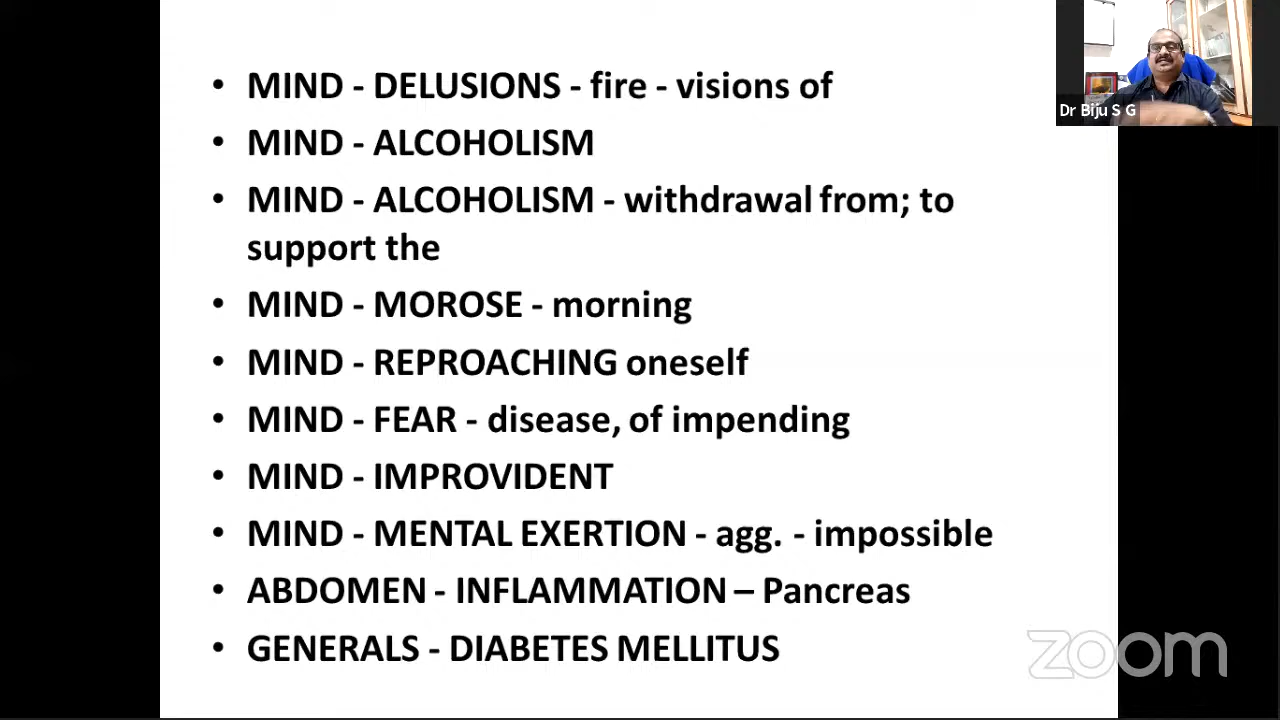 • MIND - DELUSIONS - fire - visions of
• MIND - ALCOHOLISM
• MIND - ALCOHOLISM - withdrawal from; to
support the
• MIND - MOROSE - morning
• MIND - REPROACHING oneself
• MIND - FEAR - disease, of impending
• MIND - IMPROVIDENT
• MIND - MENTAL EXERTION - agg. - impossible
• ABDOMEN - INFLAMMATION – Pancreas
• GENERALS - DIABETES MELLITUS
Dr Biju S G
zoom